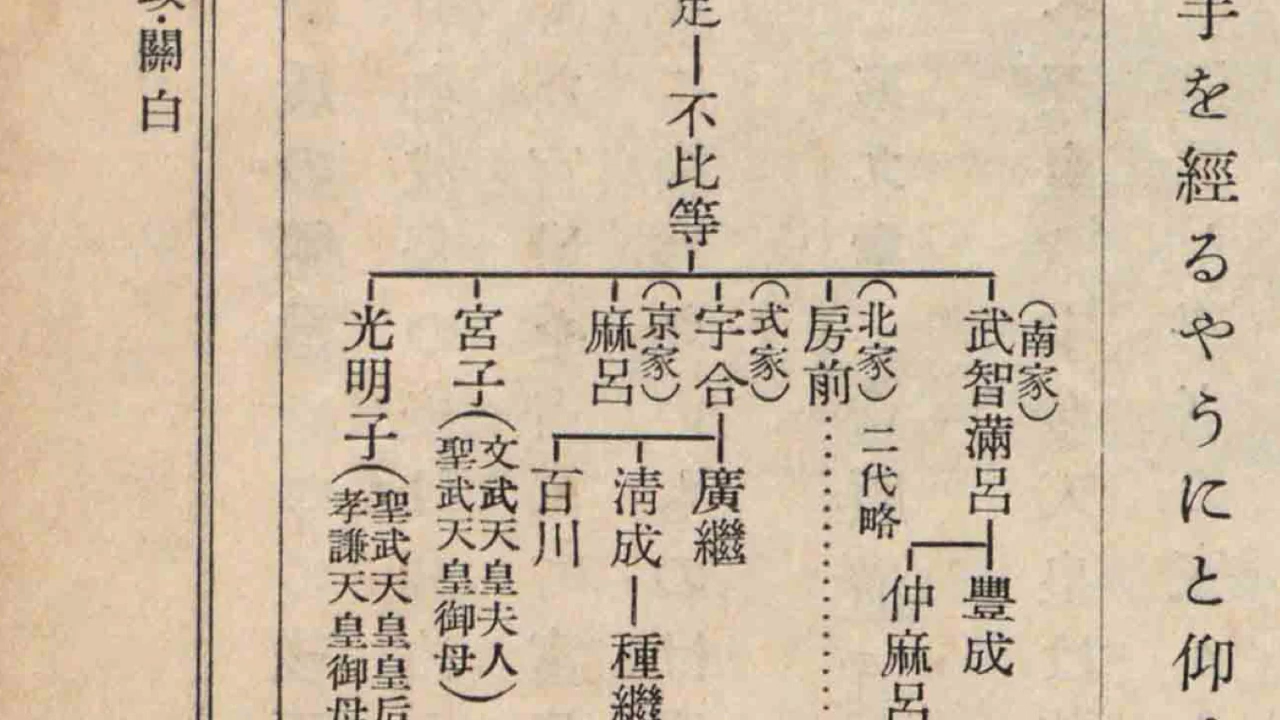 手を經るやうにと仰
足―不比等
(南家)
武智滿呂
豐成
仲麻呂
(北家)二代略
房前
(式家)
宇合
廣繼
淸成―種繼
百川
(京家)
麻呂
宮子(文武天皇夫人
聖武天皇御母)
光明子(聖武天皇皇后
孝謙天皇御母
關白